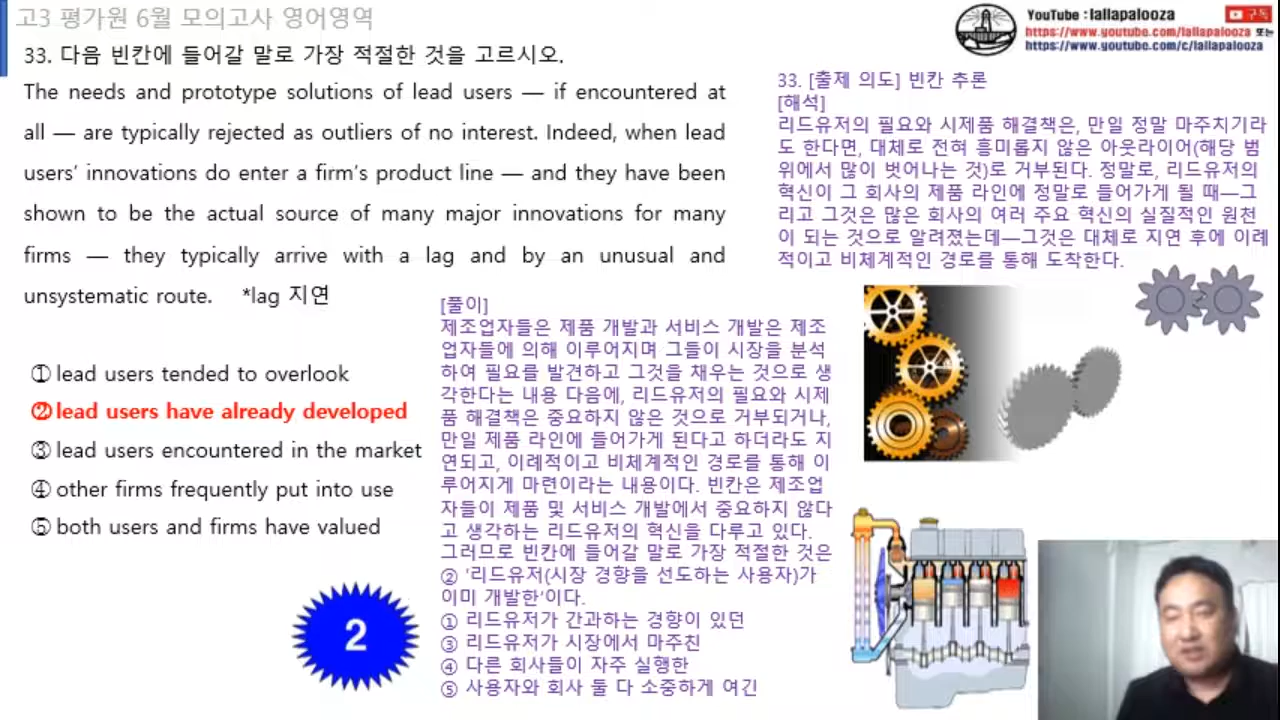 고3 평가원 6월 모의고사 영어영역
33. 다음 빈칸에 들어갈 말로 가장 적절한 것을 고르시오.
The needs and prototype solutions of lead users — if encountered at
all — are typically rejected as outliers of no interest. Indeed, when lead
users' innovations do enter a firm's product line — and they have been
shown to be the actual source of many major innovations for many
firms — they typically arrive with a lag and by an unusual and
unsystematic route. *lag 지연
① lead users tended to overlook
② lead users have already developed
③ lead users encountered in the market
④ other firms frequently put into use
⑤ both users and firms have valued
2
[풀이]
제조업자들은 제품 개발과 서비스 개발은 제조
업자들에 의해 이루어지며 그들이 시장을 분석
하여 필요를 발견하고 그것을 채우는 것으로 생
각한다는 내용 다음에, 리드유저의 필요와 시제
품 해결책은 중요하지 않은 것으로 거부되거나,
만일 제품 라인에 들어가게 된다고 하더라도 지
연되고, 이례적이고 비체계적인 경로를 통해 이
루어지게 마련이라는 내용이다. 빈칸은 제조업
자들이 제품 및 서비스 개발에서 중요하지 않다
고 생각하는 리드유저의 혁신을 다루고 있다.
그러므로 빈칸에 들어갈 말로 가장 적절한 것은
② '리드유저(시장 경향을 선도하는 사용자)가
이미 개발한'이다.
① 리드유저가 간과하는 경향이 있던
③ 리드유저가 시장에서 마주친
④ 다른 회사들이 자주 실행한
⑤ 사용자와 회사 둘 다 소중하게 여긴
YouTube : lallapalooza
구독
https://www.youtube.com/lallapalooza 또는
https://www.youtube.com/c/lallapalooza
33. [출제 의도] 빈칸 추론
[해석]
리드유저의 필요와 시제품 해결책은, 만일 정말 마주치기라
도 한다면, 대체로 전혀 흥미롭지 않은 아웃라이어(해당 범
위에서 많이 벗어나는 것)로 거부된다. 정말로, 리드유저의
혁신이 그 회사의 제품 라인에 정말로 들어가게 될 때—그
리고 그것은 많은 회사의 여러 주요 혁신의 실질적인 원천
이 되는 것으로 알려졌는데—그것은 대체로 지연 후에 이례
적이고 비체계적인 경로를 통해 도착한다.